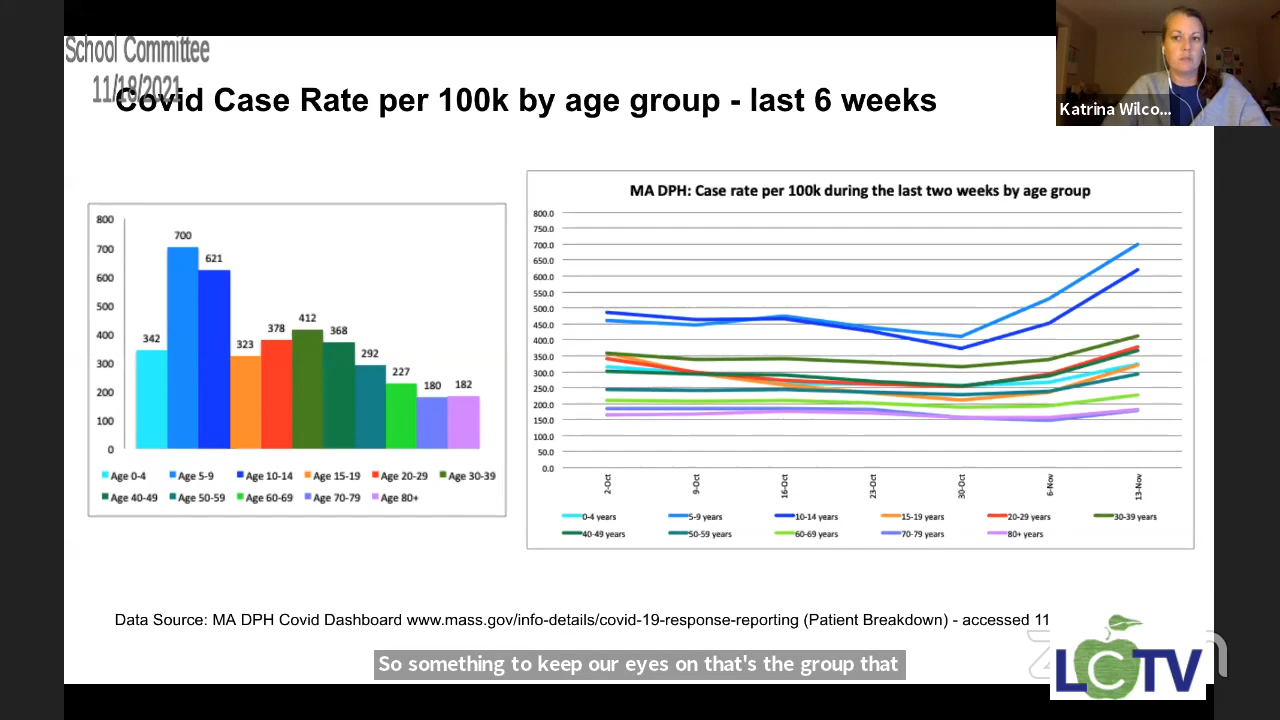 School Committee
11/18/2021
Covid Case Rate per 100k by age group - last 6 weeks
Katrina Wilco...
800
700
600
500
400
300
200
100
0
342
700
621
323
378
412
368
292
227
180
182
Age 0-4 Age 5-9 Age 10-14 Age 15-19 Age 20-29 Age 30-39
Age 40-49 Age 50-59 Age 60-69 Age 70-79 Age 80+
MA DPH: Case rate per 100k during the last two weeks by age group
800.0
750.0
700.0
650.0
600.0
550.0
500.0
450.0
400.0
350.0
300.0
250.0
200.0
150.0
100.0
50.0
0.0
2-Oct
9-Oct
16-Oct
23-Oct
30-Oct
6-Nov
13-Nov
0-4 years 5-9 years 10-14 years 15-19 years 20-29 years 30-39 years
40-49 years 50-59 years 60-69 years 70-79 years 80+ years
Data Source: MA DPH Covid Dashboard www.mass.gov/info-details/covid-19-response-reporting (Patient Breakdown) - accessed 11
So something to keep our eyes on that's the group that
LCTV